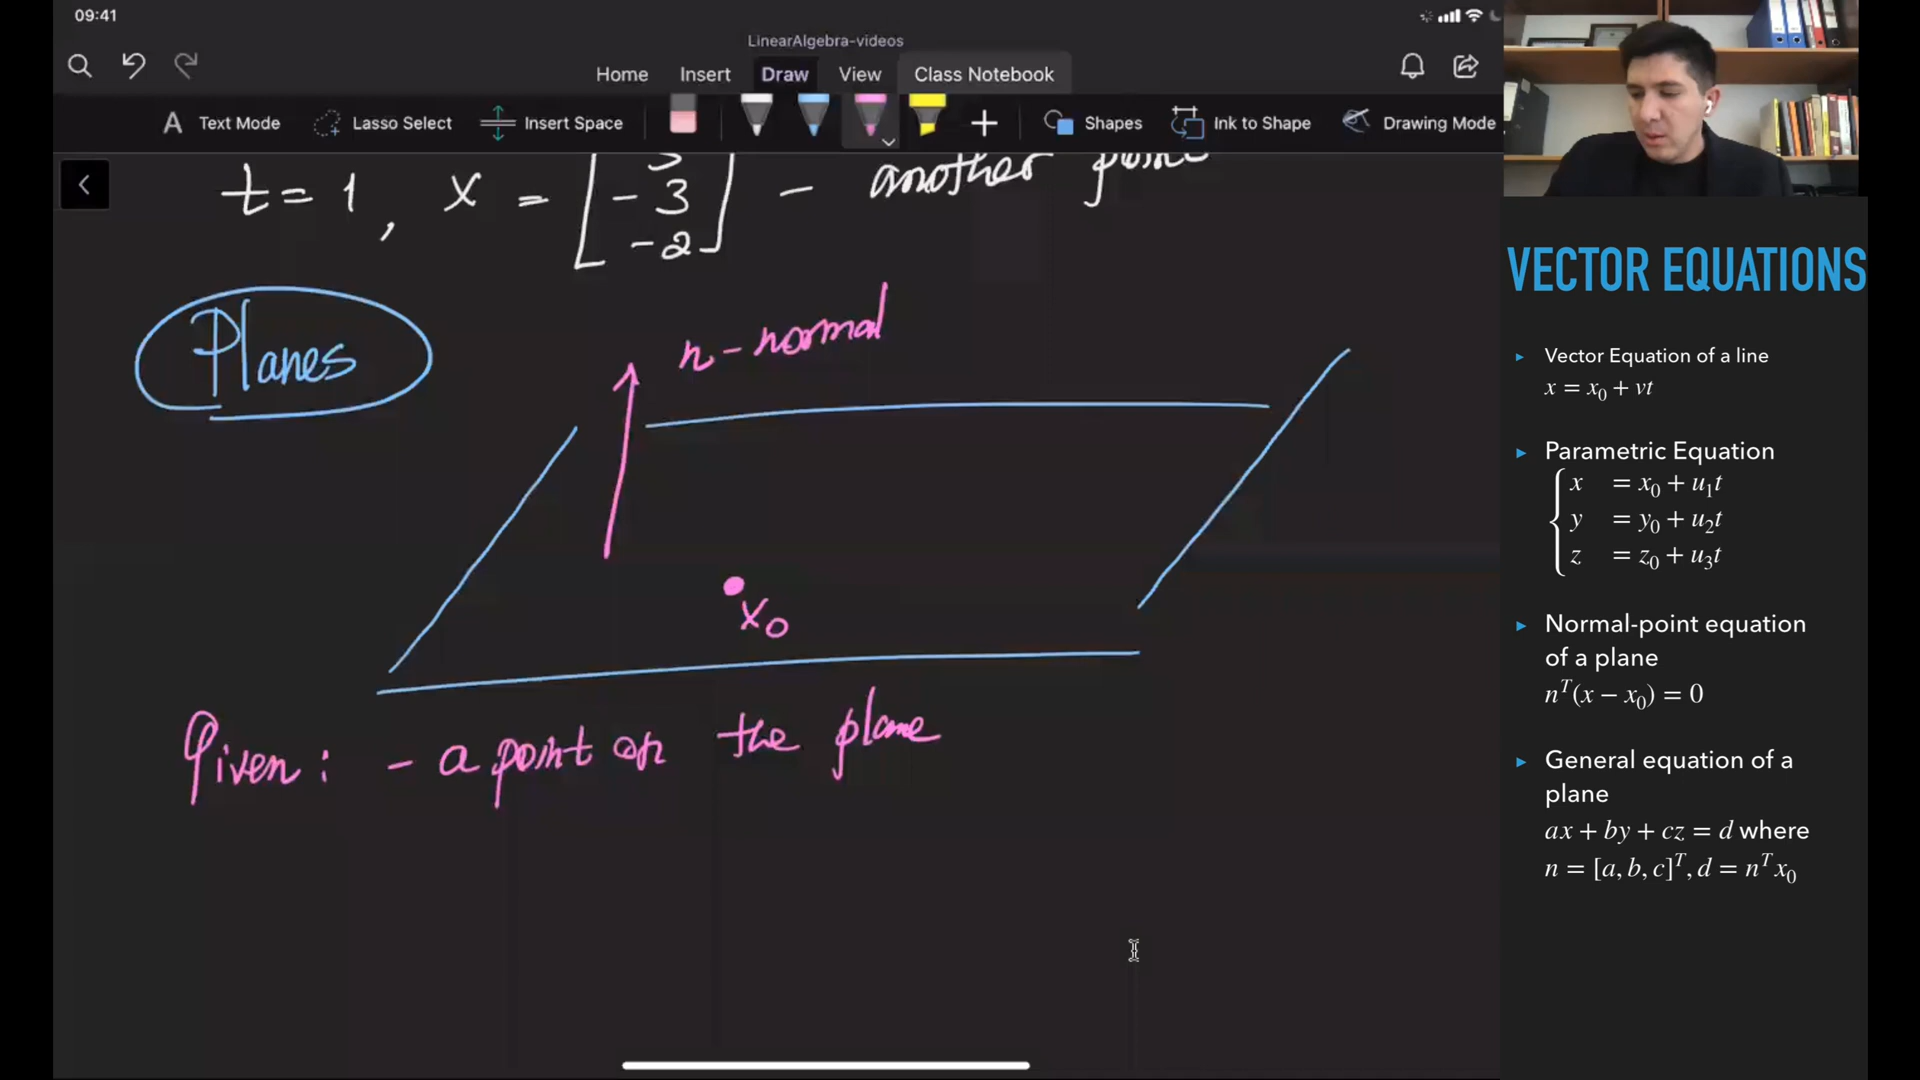 09:41
LinearAlgebra-videos
Home Insert Draw View Class Notebook
Text Mode Lasso Select Insert Space Shapes Ink to Shape Drawing Mode
t = 1, x = [ -3 -2 ] - another point
Planes
n - normal
x₀
Given: - a point on the plane
VECTOR EQUATIONS
▸ Vector Equation of a line
x = x₀ + vt
▸ Parametric Equation
{ x = x₀ + u₁t
y = y₀ + u₂t
z = z₀ + u₃t
▸ Normal-point equation
of a plane
nᵀ(x − x₀) = 0
▸ General equation of a
plane
ax + by + cz = d where
n = [a, b, c]ᵀ, d = nᵀx₀